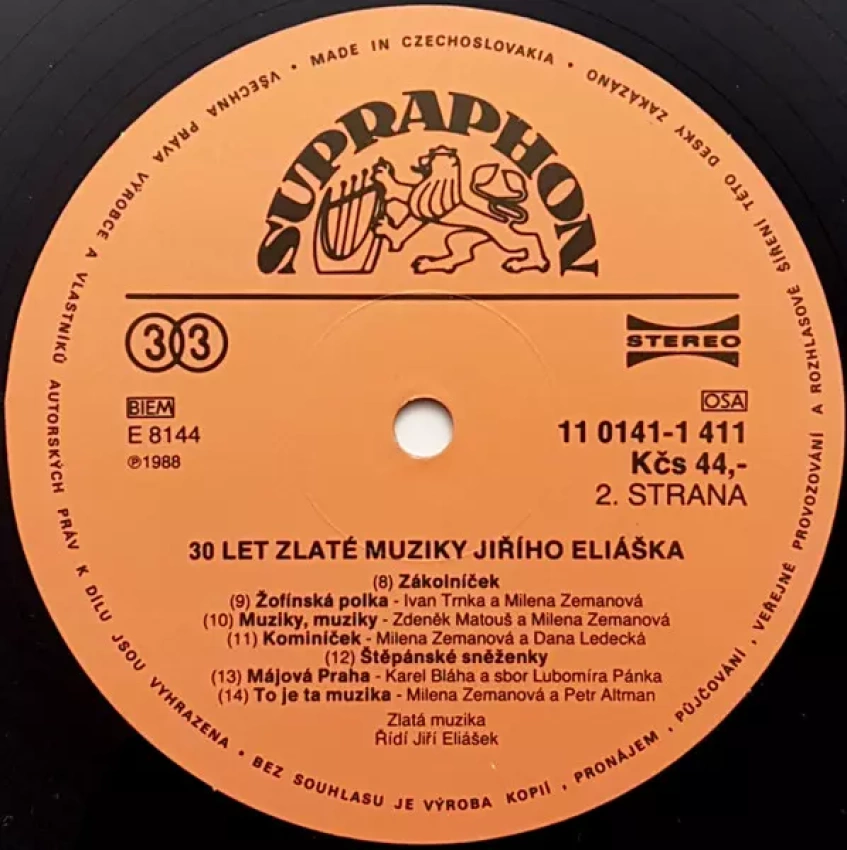 • MADE IN CZECHOSLOVAKIA •
VŠECHNA PRÁVA VÝROBCE A VLASTNÍKŮ AUTORSKÝCH PRÁV K DÍLU JSOU VYHRAZENA • BEZ SOUHLASU JE VÝROBA KOPIÍ , PRONÁJEM , PŮJČOVÁNÍ , VEŘEJNÉ PROVOZOVÁNÍ A ROZHLASOVÉ ŠÍŘENÍ TÉTO DESKY ZAKÁZÁNO
SUPRAPHON
33
STEREO
BIEM
OSA
E 8144
11 0141-1 411
℗1988
Kčs 44,-
2. STRANA
30 LET ZLATÉ MUZIKY JIŘÍHO ELIÁŠKA
(8) Zákolníček
(9) Žofínská polka - Ivan Trnka a Milena Zemanová
(10) Muziky, muziky - Zdeněk Matouš a Milena Zemanová
(11) Kominíček - Milena Zemanová a Dana Ledecká
(12) Štěpánské sněženky
(13) Májová Praha - Karel Bláha a sbor Lubomíra Pánka
(14) To je ta muzika - Milena Zemanová a Petr Altman
Zlatá muzika
Řídí Jiří Eliášek